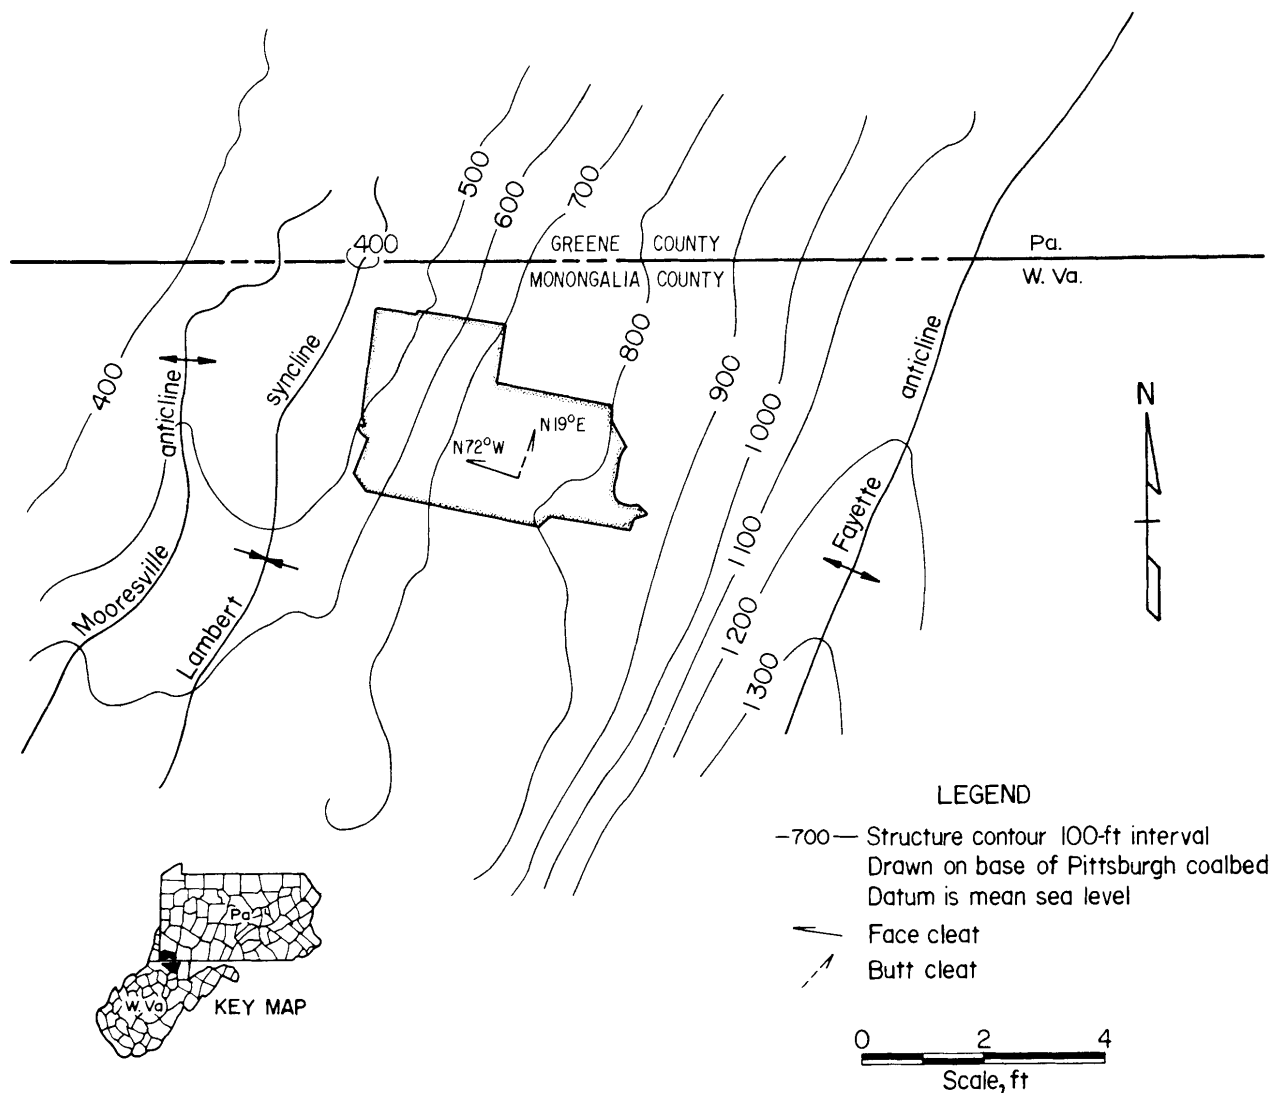 500
600
700
400
GREENE COUNTY
Pa.
MONONGALIA COUNTY
W. Va.
800
900
1000
1100
1200
1300
400
anticline
Mooresville
syncline
Lambert
anticline
Fayette
N 19° E
N 72° W
N
LEGEND
-700— Structure contour 100-ft interval
Drawn on base of Pittsburgh coalbed
Datum is mean sea level
Face cleat
Butt cleat
Pa
W. Va
KEY MAP
0 2 4
Scale, ft